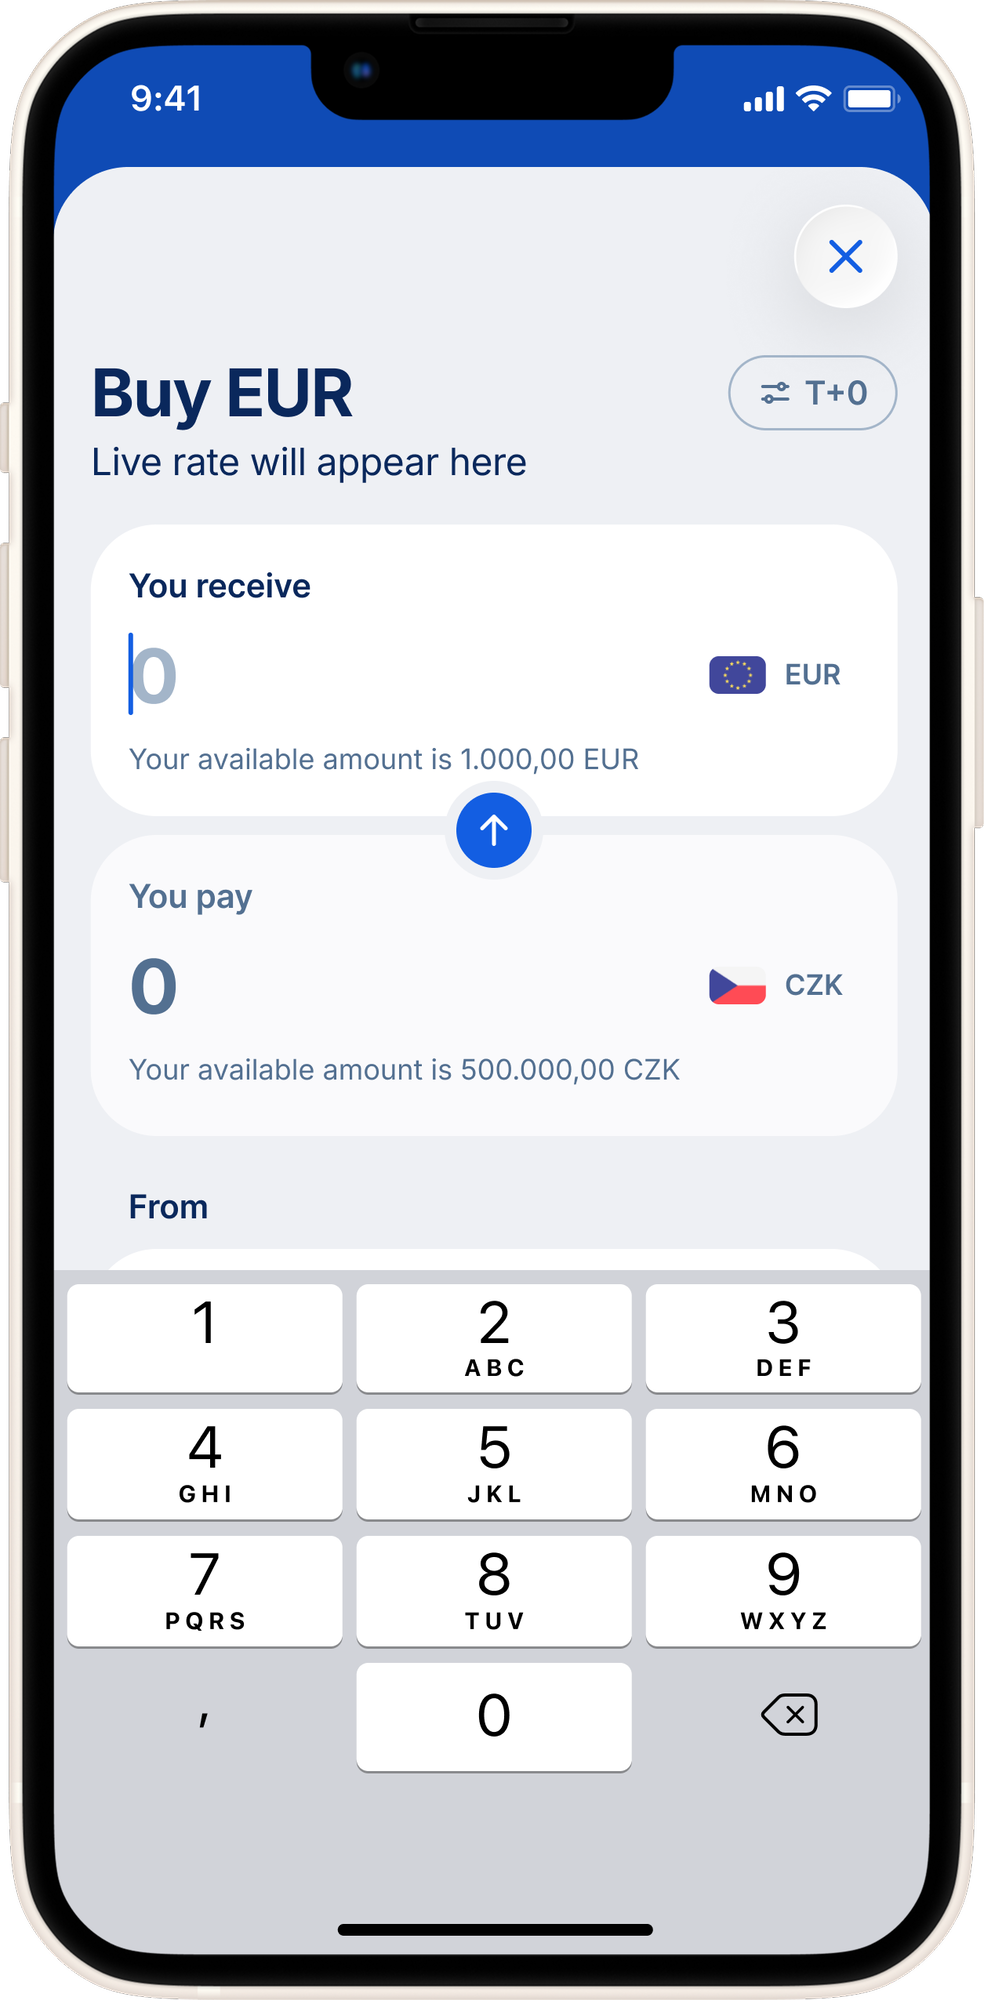 9:41
Buy EUR
T+0
Live rate will appear here
You receive
0
EUR
Your available amount is 1.000,00 EUR
You pay
0
CZK
Your available amount is 500.000,00 CZK
From
1
2
ABC
3
DEF
4
GHI
5
JKL
6
MNO
7
PQRS
8
TUV
9
WXYZ
,
0